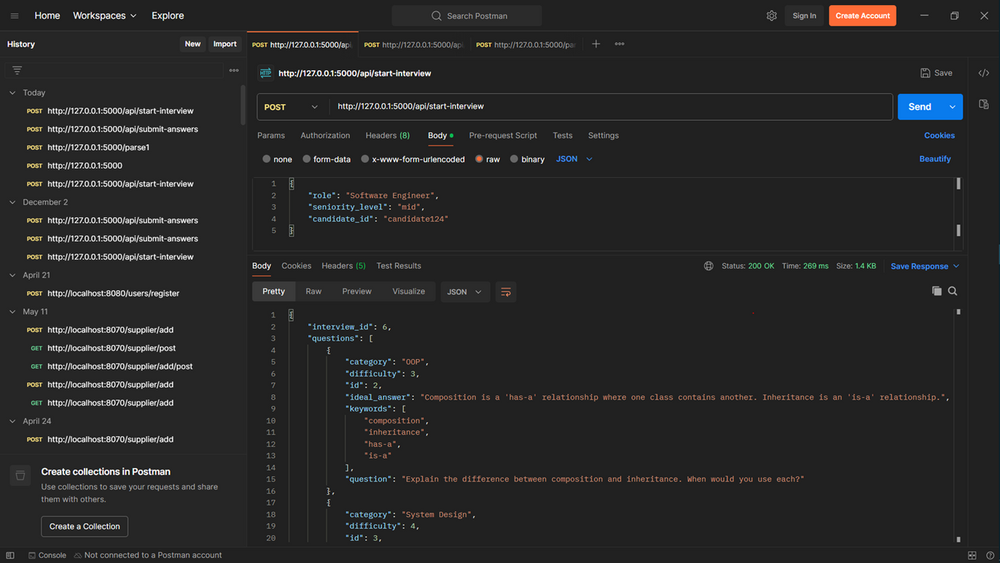 Home Workspaces Explore Search Postman Sign In Create Account
History New Import
POST http://127.0.0.1:5000/api POST http://127.0.0.1:5000/api POST http://127.0.0.1:5000/par
HTTP http://127.0.0.1:5000/api/start-interview Save
Today
POST http://127.0.0.1:5000/api/start-interview
POST http://127.0.0.1:5000/api/submit-answers
POST http://127.0.0.1:5000/parse1
POST http://127.0.0.1:5000
POST http://127.0.0.1:5000/api/start-interview
December 2
POST http://127.0.0.1:5000/api/submit-answers
POST http://127.0.0.1:5000/api/submit-answers
POST http://127.0.0.1:5000/api/start-interview
April 21
POST http://localhost:8080/users/register
May 11
POST http://localhost:8070/supplier/add
GET http://localhost:8070/supplier/post
GET http://localhost:8070/supplier/add/post
POST http://localhost:8070/supplier/add
GET http://localhost:8070/supplier/add
April 24
POST http://localhost:8070/supplier/add
Create collections in Postman
Use collections to save your requests and share
them with others.
Create a Collection
POST http://127.0.0.1:5000/api/start-interview Send
Params Authorization Headers (8) Body Pre-request Script Tests Settings Cookies
none form-data x-www-form-urlencoded raw binary JSON Beautify
1 {
2 "role": "Software Engineer",
3 "seniority_level": "mid",
4 "candidate_id": "candidate124"
5 }
Body Cookies Headers (5) Test Results Status: 200 OK Time: 269 ms Size: 1.4 KB Save Response
Pretty Raw Preview Visualize JSON
1 {
2 "interview_id": 6,
3 "questions": [
4 {
5 "category": "OOP",
6 "difficulty": 3,
7 "id": 2,
8 "ideal_answer": "Composition is a 'has-a' relationship where one class contains another. Inheritance is an 'is-a' relationship.",
9 "keywords": [
10 "composition",
11 "inheritance",
12 "has-a",
13 "is-a"
14 ],
15 "question": "Explain the difference between composition and inheritance. When would you use each?"
16 },
17 {
18 "category": "System Design",
19 "difficulty": 4,
20 "id": 3,
Console Not connected to a Postman account